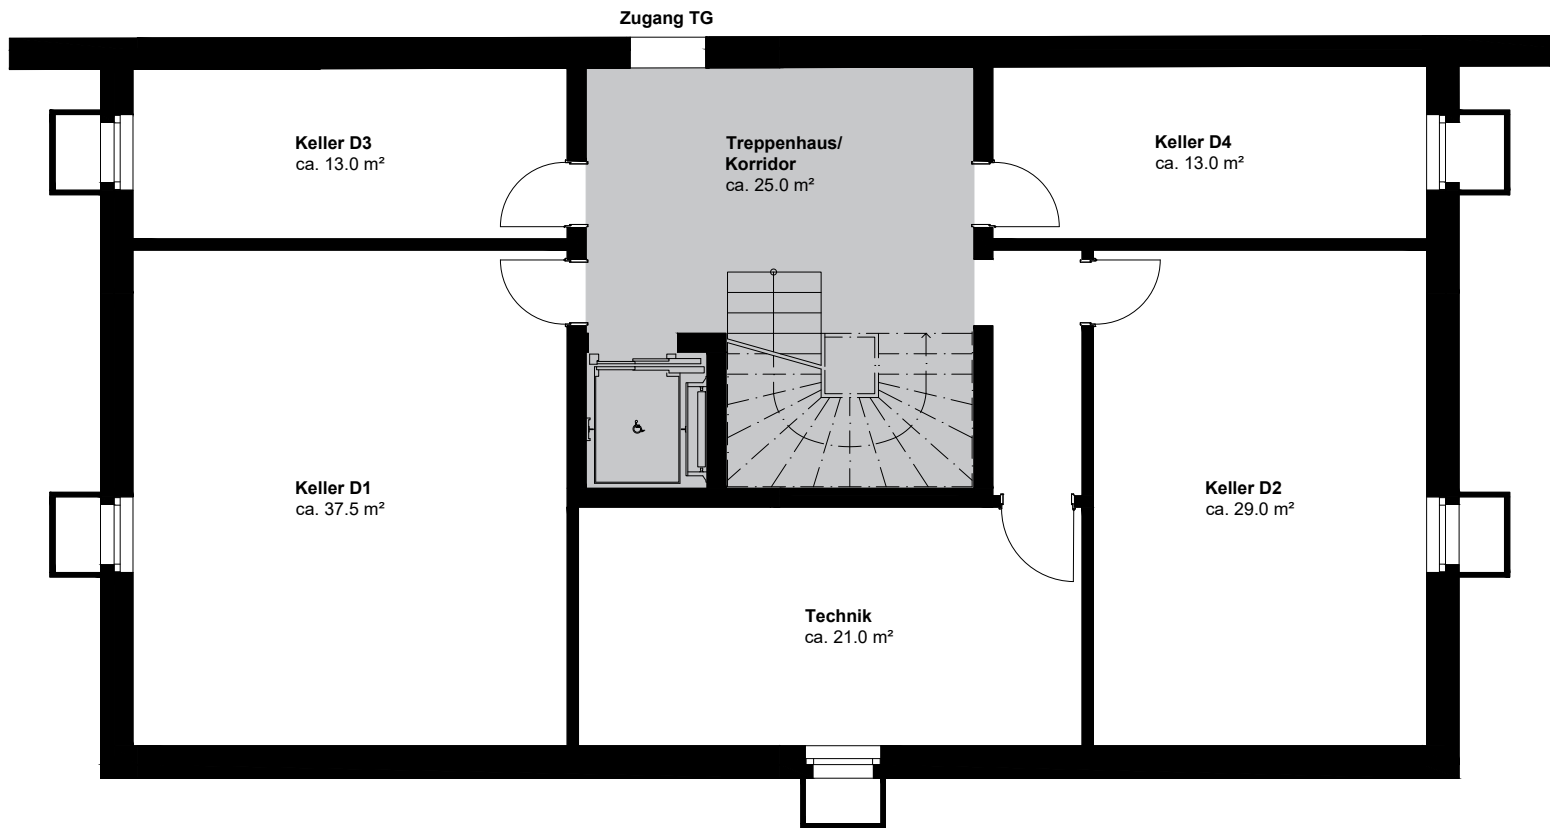 Zugang TG
Keller D3
ca. 13.0 m²
Treppenhaus/
Korridor
ca. 25.0 m²
Keller D4
ca. 13.0 m²
Keller D1
ca. 37.5 m²
Keller D2
ca. 29.0 m²
Technik
ca. 21.0 m²